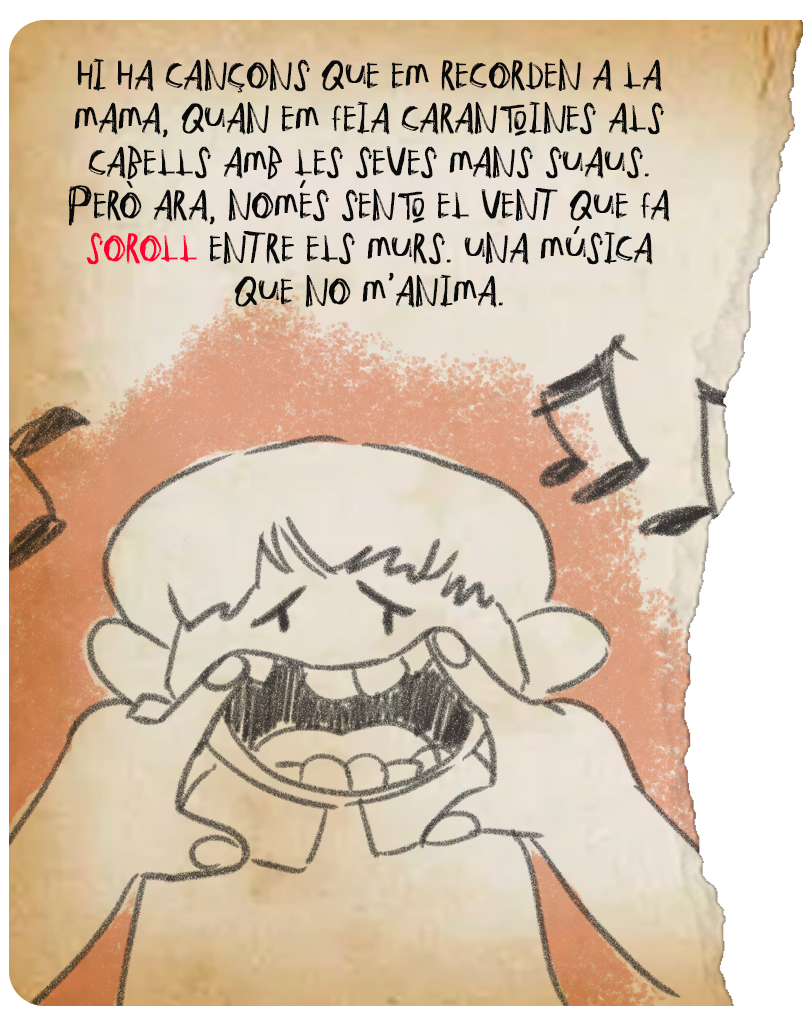 HI HA CANÇONS QUE EM RECORDEN A LA
MAMA, QUAN EM FEIA CARANTOINES ALS
CABELLS AMB LES SEVES MANS SUAUS.
PERÒ ARA, NOMÉS SENTO EL VENT QUE FA
SOROLL ENTRE ELS MURS. UNA MÚSICA
QUE NO M'ANIMA.